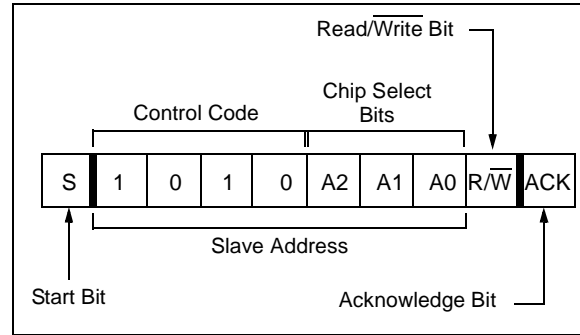 Read/Write Bit
Chip Select
Control Code
Bits
S 1 0 1 0 A2 A1 A0 R/W ACK
Slave Address
Start Bit
Acknowledge Bit